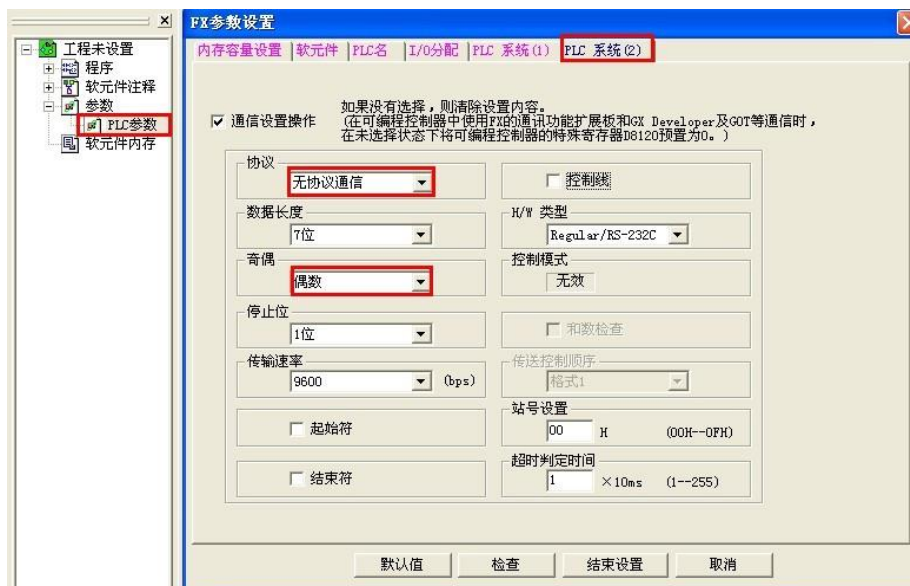 FX参数设置
工程未设置
程序
软元件注释
参数
PLC参数
软元件内存
内存容量设置 软元件 PLC名 I/O分配 PLC 系统(1) PLC 系统(2)
通信设置操作
如果没有选择，则清除设置内容。
(在可编程控制器中使用FX的通讯功能扩展板和GX Developer及GOT等通信时，
在未选择状态下将可编程控制器的特殊寄存器D8120预置为0。)
协议
无协议通信
控制线
数据长度
7位
H/W 类型
Regular/RS-232C
奇偶
偶数
控制模式
无效
停止位
1位
和数检查
传输速率
9600 (bps)
传送控制顺序
格式1
起始符
站号设置
00 H (00H--0FH)
结束符
超时判定时间
1 ×10ms (1--255)
默认值 检查 结束设置 取消